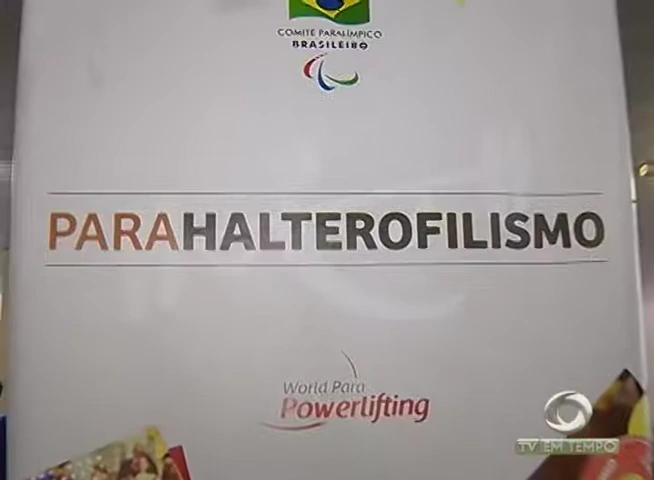 COMITÊ PARALÍMPICO
BRASILEIRO
PARAHALTEROFILISMO
World Para
Powerlifting
TV EM TEMPO